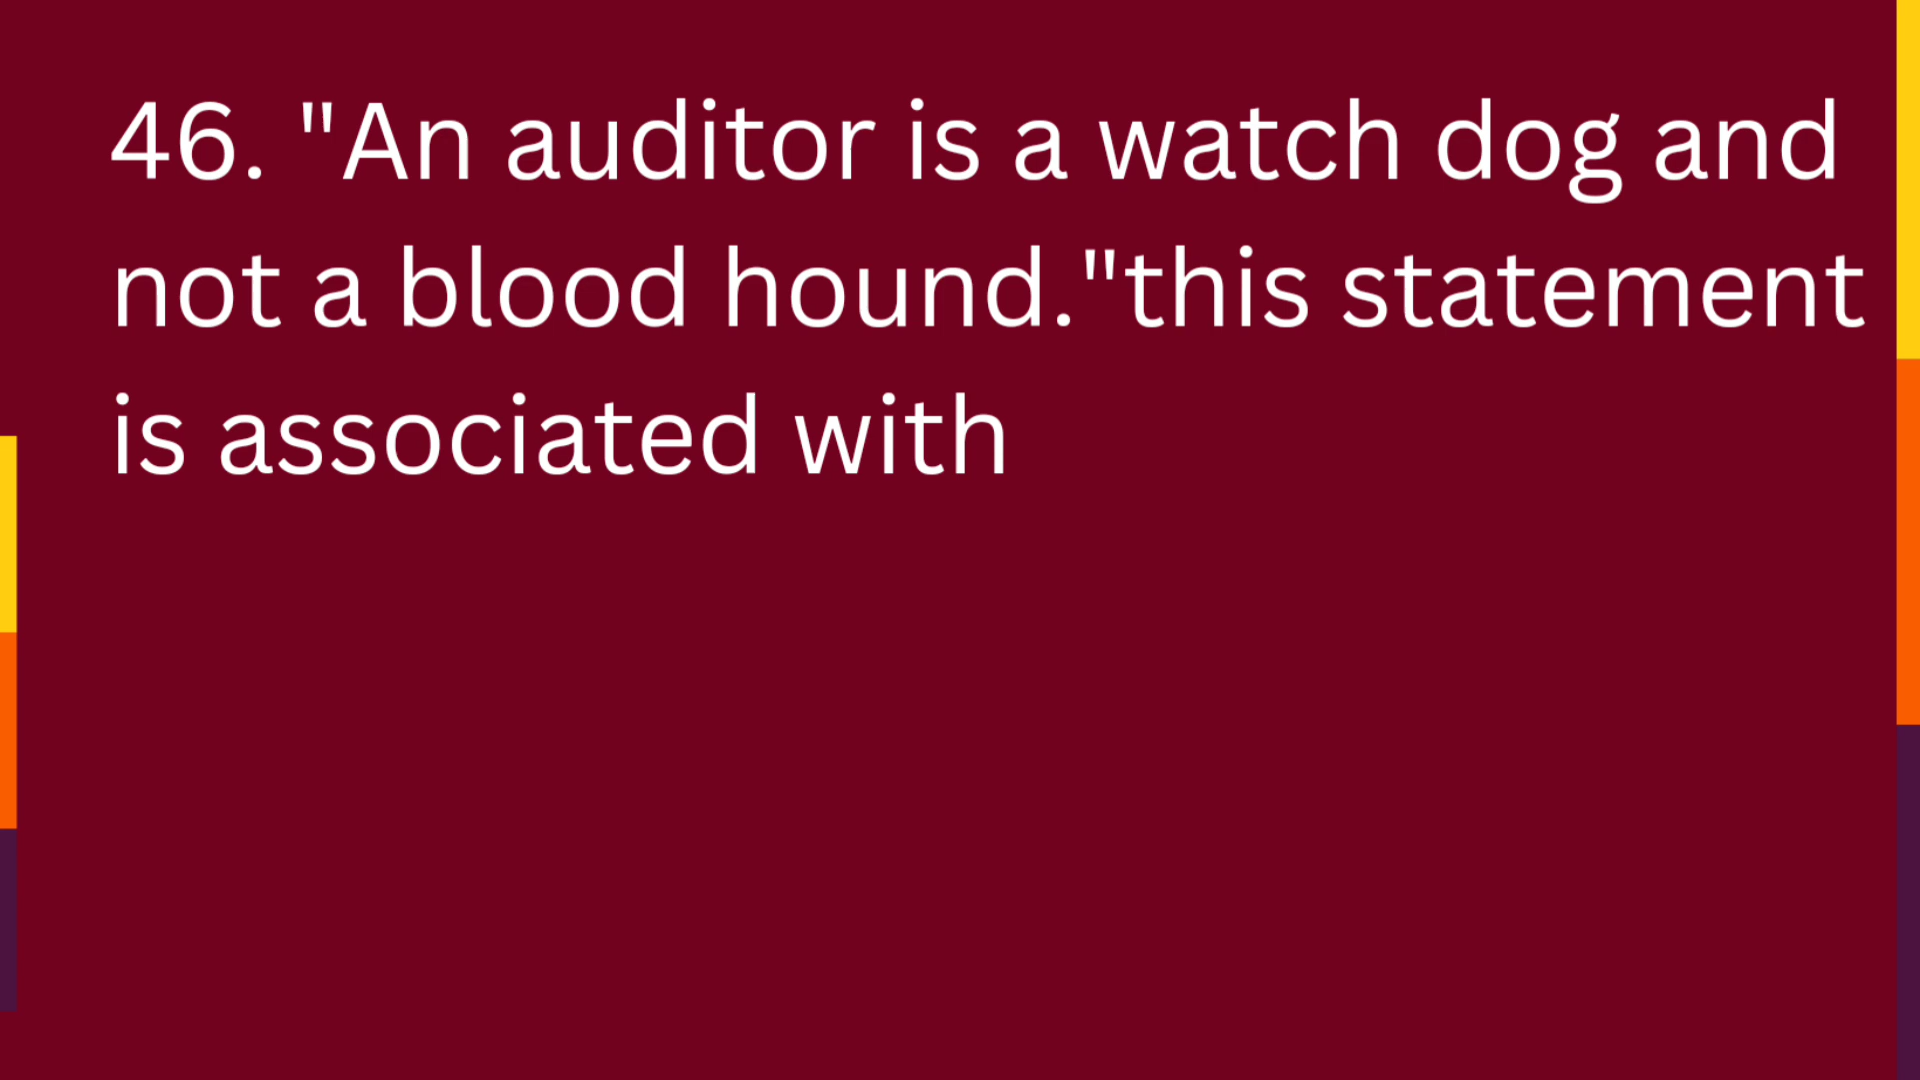 46. "An auditor is a watch dog and
not a blood hound."this statement
is associated with